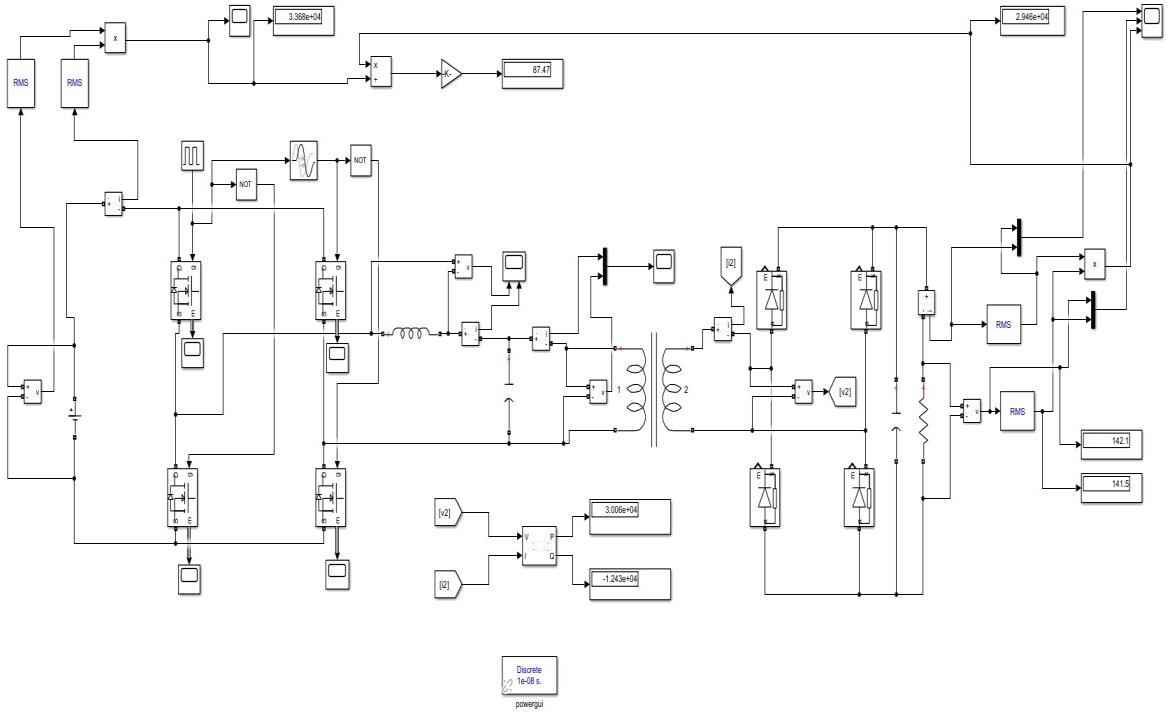 3.368e+04
2.946e+04
x
x
÷
-K-
87.47
RMS
RMS
NOT
NOT
i
+
-
g
C
S
E
g
C
S
E
+
-
v
+
-
v
i
+
-
i
+
-
i
+
-
+
-
v
1
2
[i2]
i
+
-
E
E
+
-
v
[v2]
+
x
RMS
+
-
v
RMS
142.1
141.5
g
C
S
E
g
C
S
E
E
E
[v2]
[i2]
V
I
P
Q
3.006e+04
-1.243e+04
Discrete
1e-08 s.
powergui